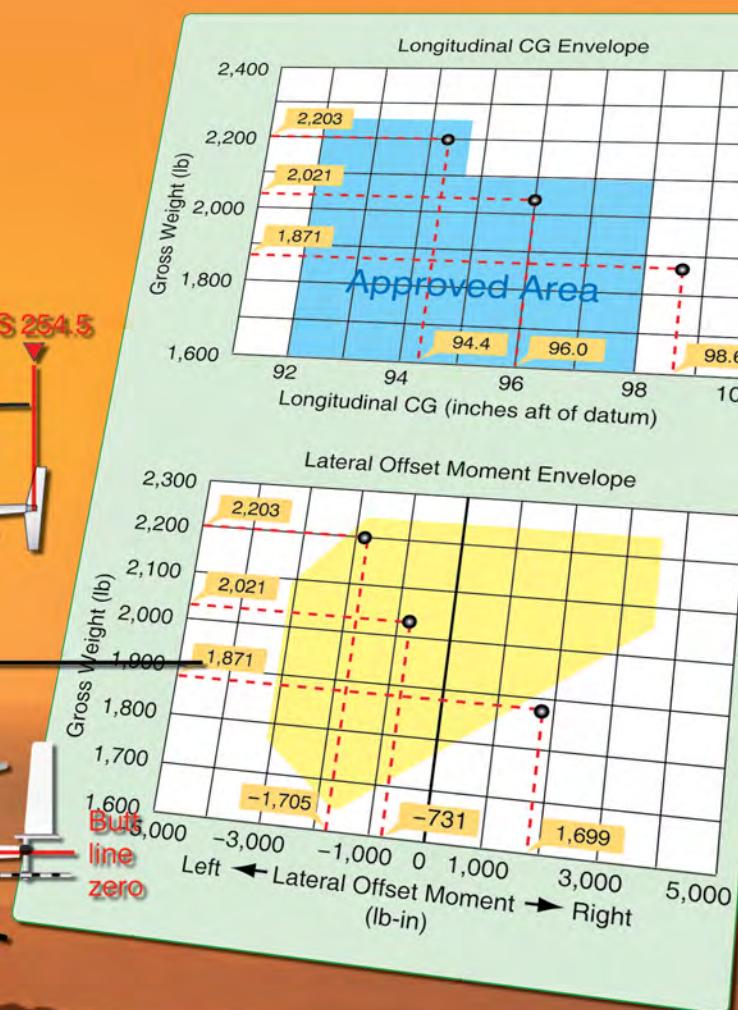 Longitudinal CG Envelope
2,400
2,203
2,200
2,021
2,000
1,871
1,800
1,600
Gross Weight (lb)
Approved Area
94.4
96.0
98.6
92
94
96
98
10
Longitudinal CG (inches aft of datum)
S 254.5
Lateral Offset Moment Envelope
2,300
2,203
2,200
2,100
2,021
2,000
1,871
1,900
1,800
1,700
1,600
Gross Weight (lb)
−1,705
−731
1,699
5,000
−3,000
−1,000
0
1,000
3,000
5,000
Left
Lateral Offset Moment
Right
(lb-in)
Butt
line
zero